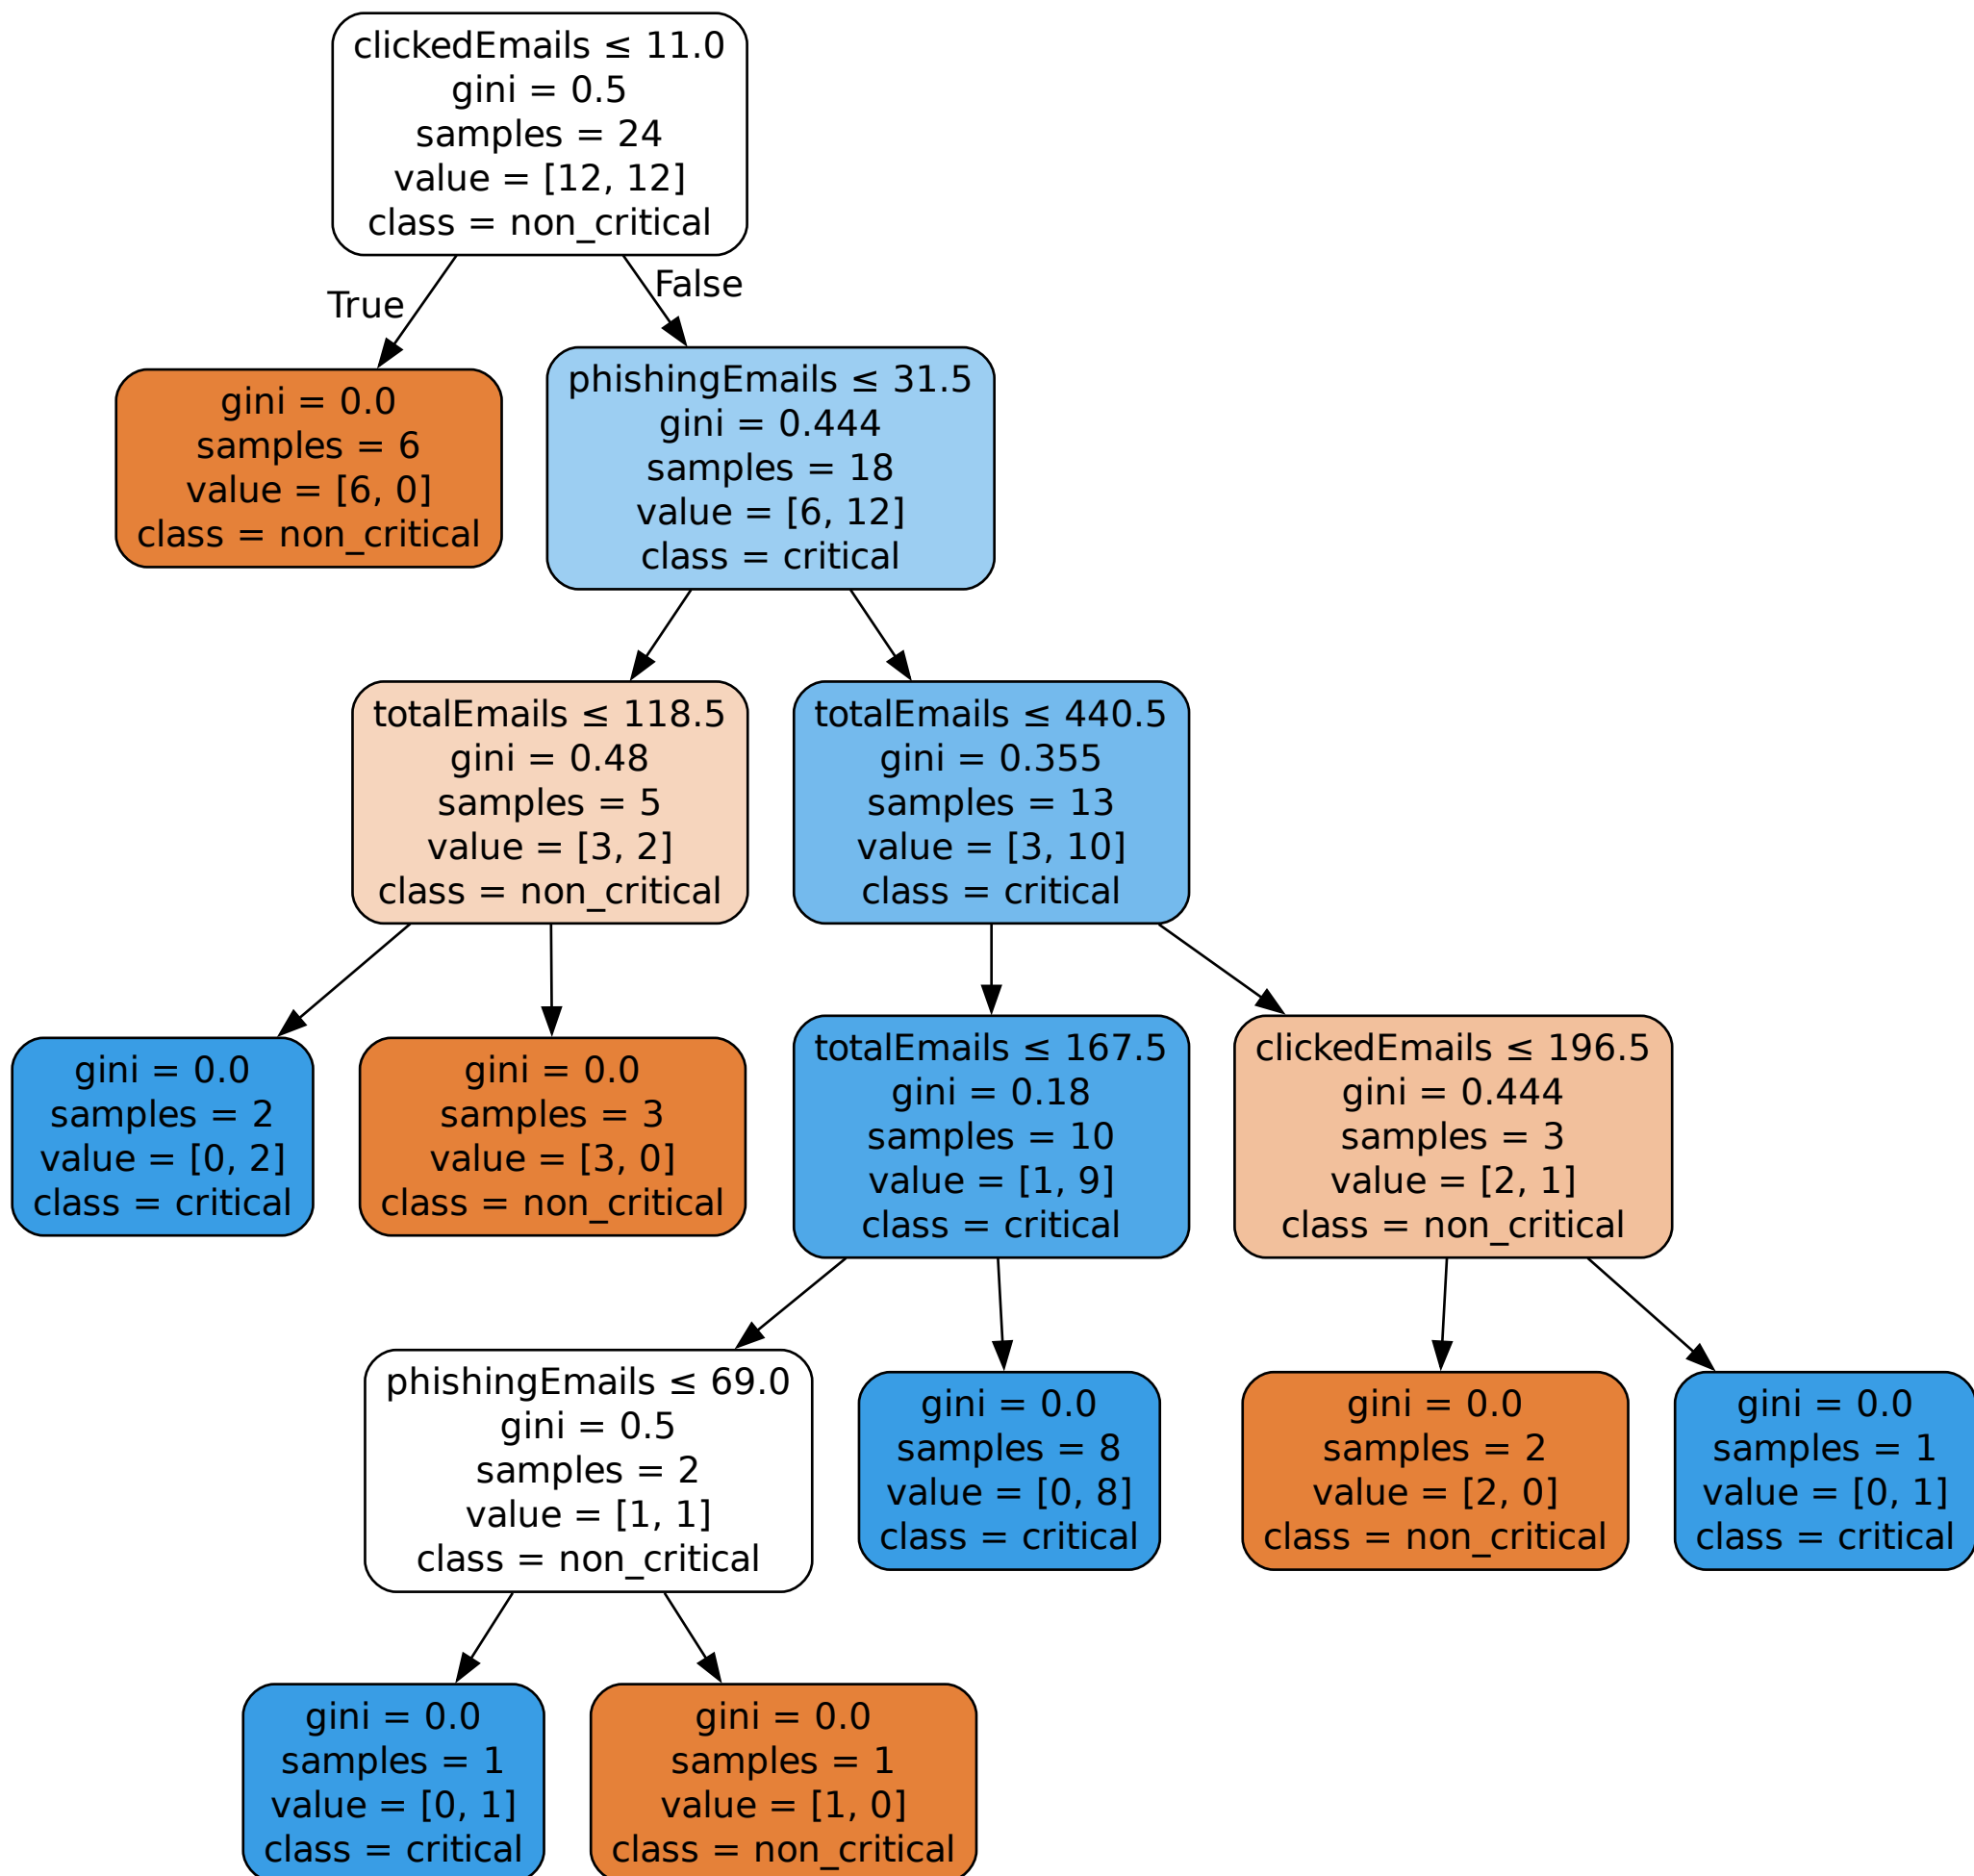 clickedEmails ≤ 11.0
gini = 0.5
samples = 24
value = [12, 12]
class = non_critical
True
False
gini = 0.0
samples = 6
value = [6, 0]
class = non_critical
phishingEmails ≤ 31.5
gini = 0.444
samples = 18
value = [6, 12]
class = critical
totalEmails ≤ 118.5
gini = 0.48
samples = 5
value = [3, 2]
class = non_critical
totalEmails ≤ 440.5
gini = 0.355
samples = 13
value = [3, 10]
class = critical
gini = 0.0
samples = 2
value = [0, 2]
class = critical
gini = 0.0
samples = 3
value = [3, 0]
class = non_critical
totalEmails ≤ 167.5
gini = 0.18
samples = 10
value = [1, 9]
class = critical
clickedEmails ≤ 196.5
gini = 0.444
samples = 3
value = [2, 1]
class = non_critical
phishingEmails ≤ 69.0
gini = 0.5
samples = 2
value = [1, 1]
class = non_critical
gini = 0.0
samples = 8
value = [0, 8]
class = critical
gini = 0.0
samples = 2
value = [2, 0]
class = non_critical
gini = 0.0
samples = 1
value = [0, 1]
class = critical
gini = 0.0
samples = 1
value = [0, 1]
class = critical
gini = 0.0
samples = 1
value = [1, 0]
class = non_critical